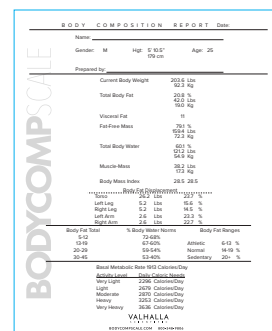 BODY COMPOSITION REPORT Date:
Name:
Gender: M Hgt: 5' 10.5" Age: 25
179 cm
Prepared by:
BODYCOMPSCALE
Current Body Weight 203.6 Lbs
92.3 Kg
Total Body Fat 20.8 %
42.0 Lbs
19.0 Kg
Visceral Fat 11
Fat-Free Mass 79.1 %
159.4 Lbs
72.3 Kg
Total Body Water 60.1 %
121.2 Lbs
54.9 Kg
Muscle-Mass 38.2 Lbs
17.3 Kg
Body Mass Index 28.5 28.5
Body Fat Displacement
Torso 26.2 Lbs 23.7 %
Left Leg 5.2 Lbs 15.6 %
Right Leg 5.2 Lbs 14.5 %
Left Arm 2.6 Lbs 23.3 %
Right Arm 2.6 Lbs 22.7 %
Body Fat Total % Body Water Norms Body Fat Ranges
5-12 72-68%
13-19 67-60% Athletic 6-13 %
20-29 59-54% Normal 14-19 %
30-45 53-40% Sedentary 20+ %
Basal Metabolic Rate 1913 Calories/Day
Activity Level Daily Caloric Needs
Very Light 2296 Calories/Day
Light 2679 Calories/Day
Moderate 2870 Calories/Day
Heavy 3253 Calories/Day
Very Heavy 3636 Calories/Day
VALHALLA
BODYCOMPSCALE.COM